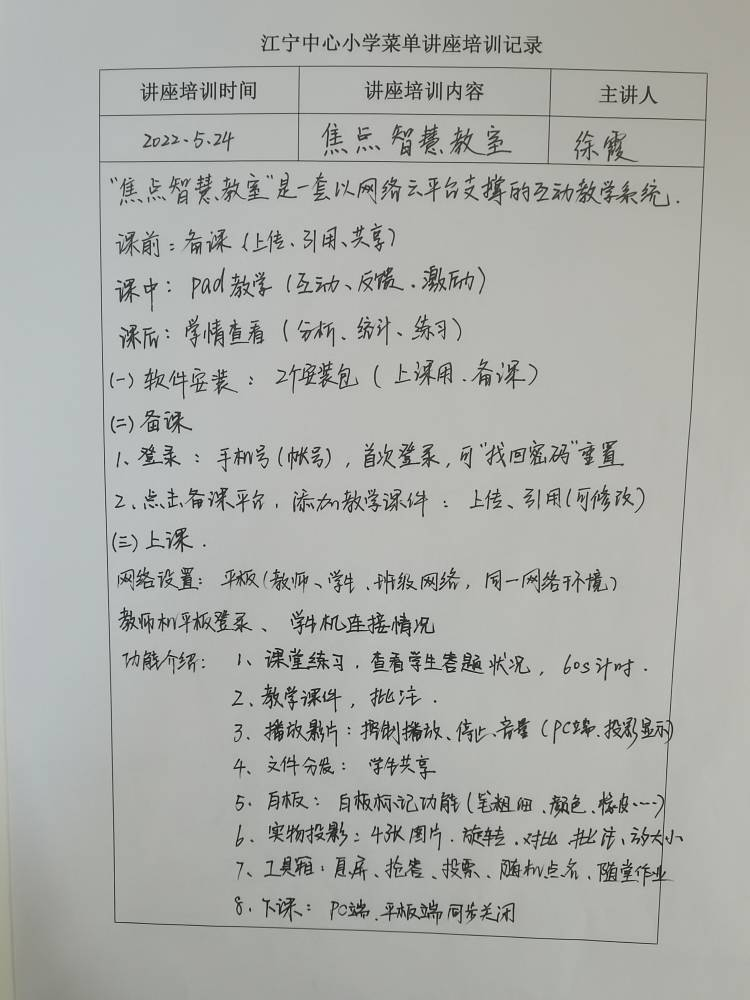 江宁中心小学菜单讲座培训记录
讲座培训时间 讲座培训内容 主讲人
2022.5.24 焦点智慧教室 徐霞
"焦点智慧教室"是一套以网络云平台支撑的互动教学系统.
课前:备课(上传、引用、共享)
课中:pad教学(互动、反馈、激励)
课后:学情查看(分析、统计、练习)
(一)软件安装:2个安装包(上课用、备课)
(二)备课
1、登录:手机号(帐号),首次登录,可"找回密码"重置
2、点击备课平台,添加教学课件:上传、引用(可修改)
(三)上课.
网络设置:平板(教师、学生、班级网络,同一网络环境)
教师机平板登录、学生机连接情况
功能介绍: 1、课堂练习,查看学生答题状况,60s计时.
2、教学课件,批注.
3、播放影片:控制播放、停止、音量(PC端、投影显示)
4、文件分发:学生共享
5、白板:白板标记功能(笔粗细、颜色、橡皮……)
6、实物投影:4张图片.旋转、对比、批注、放大小
7、工具箱:息屏、抢答、投票、随机点名、随堂作业
8、下课:PC端、平板端同步关闭